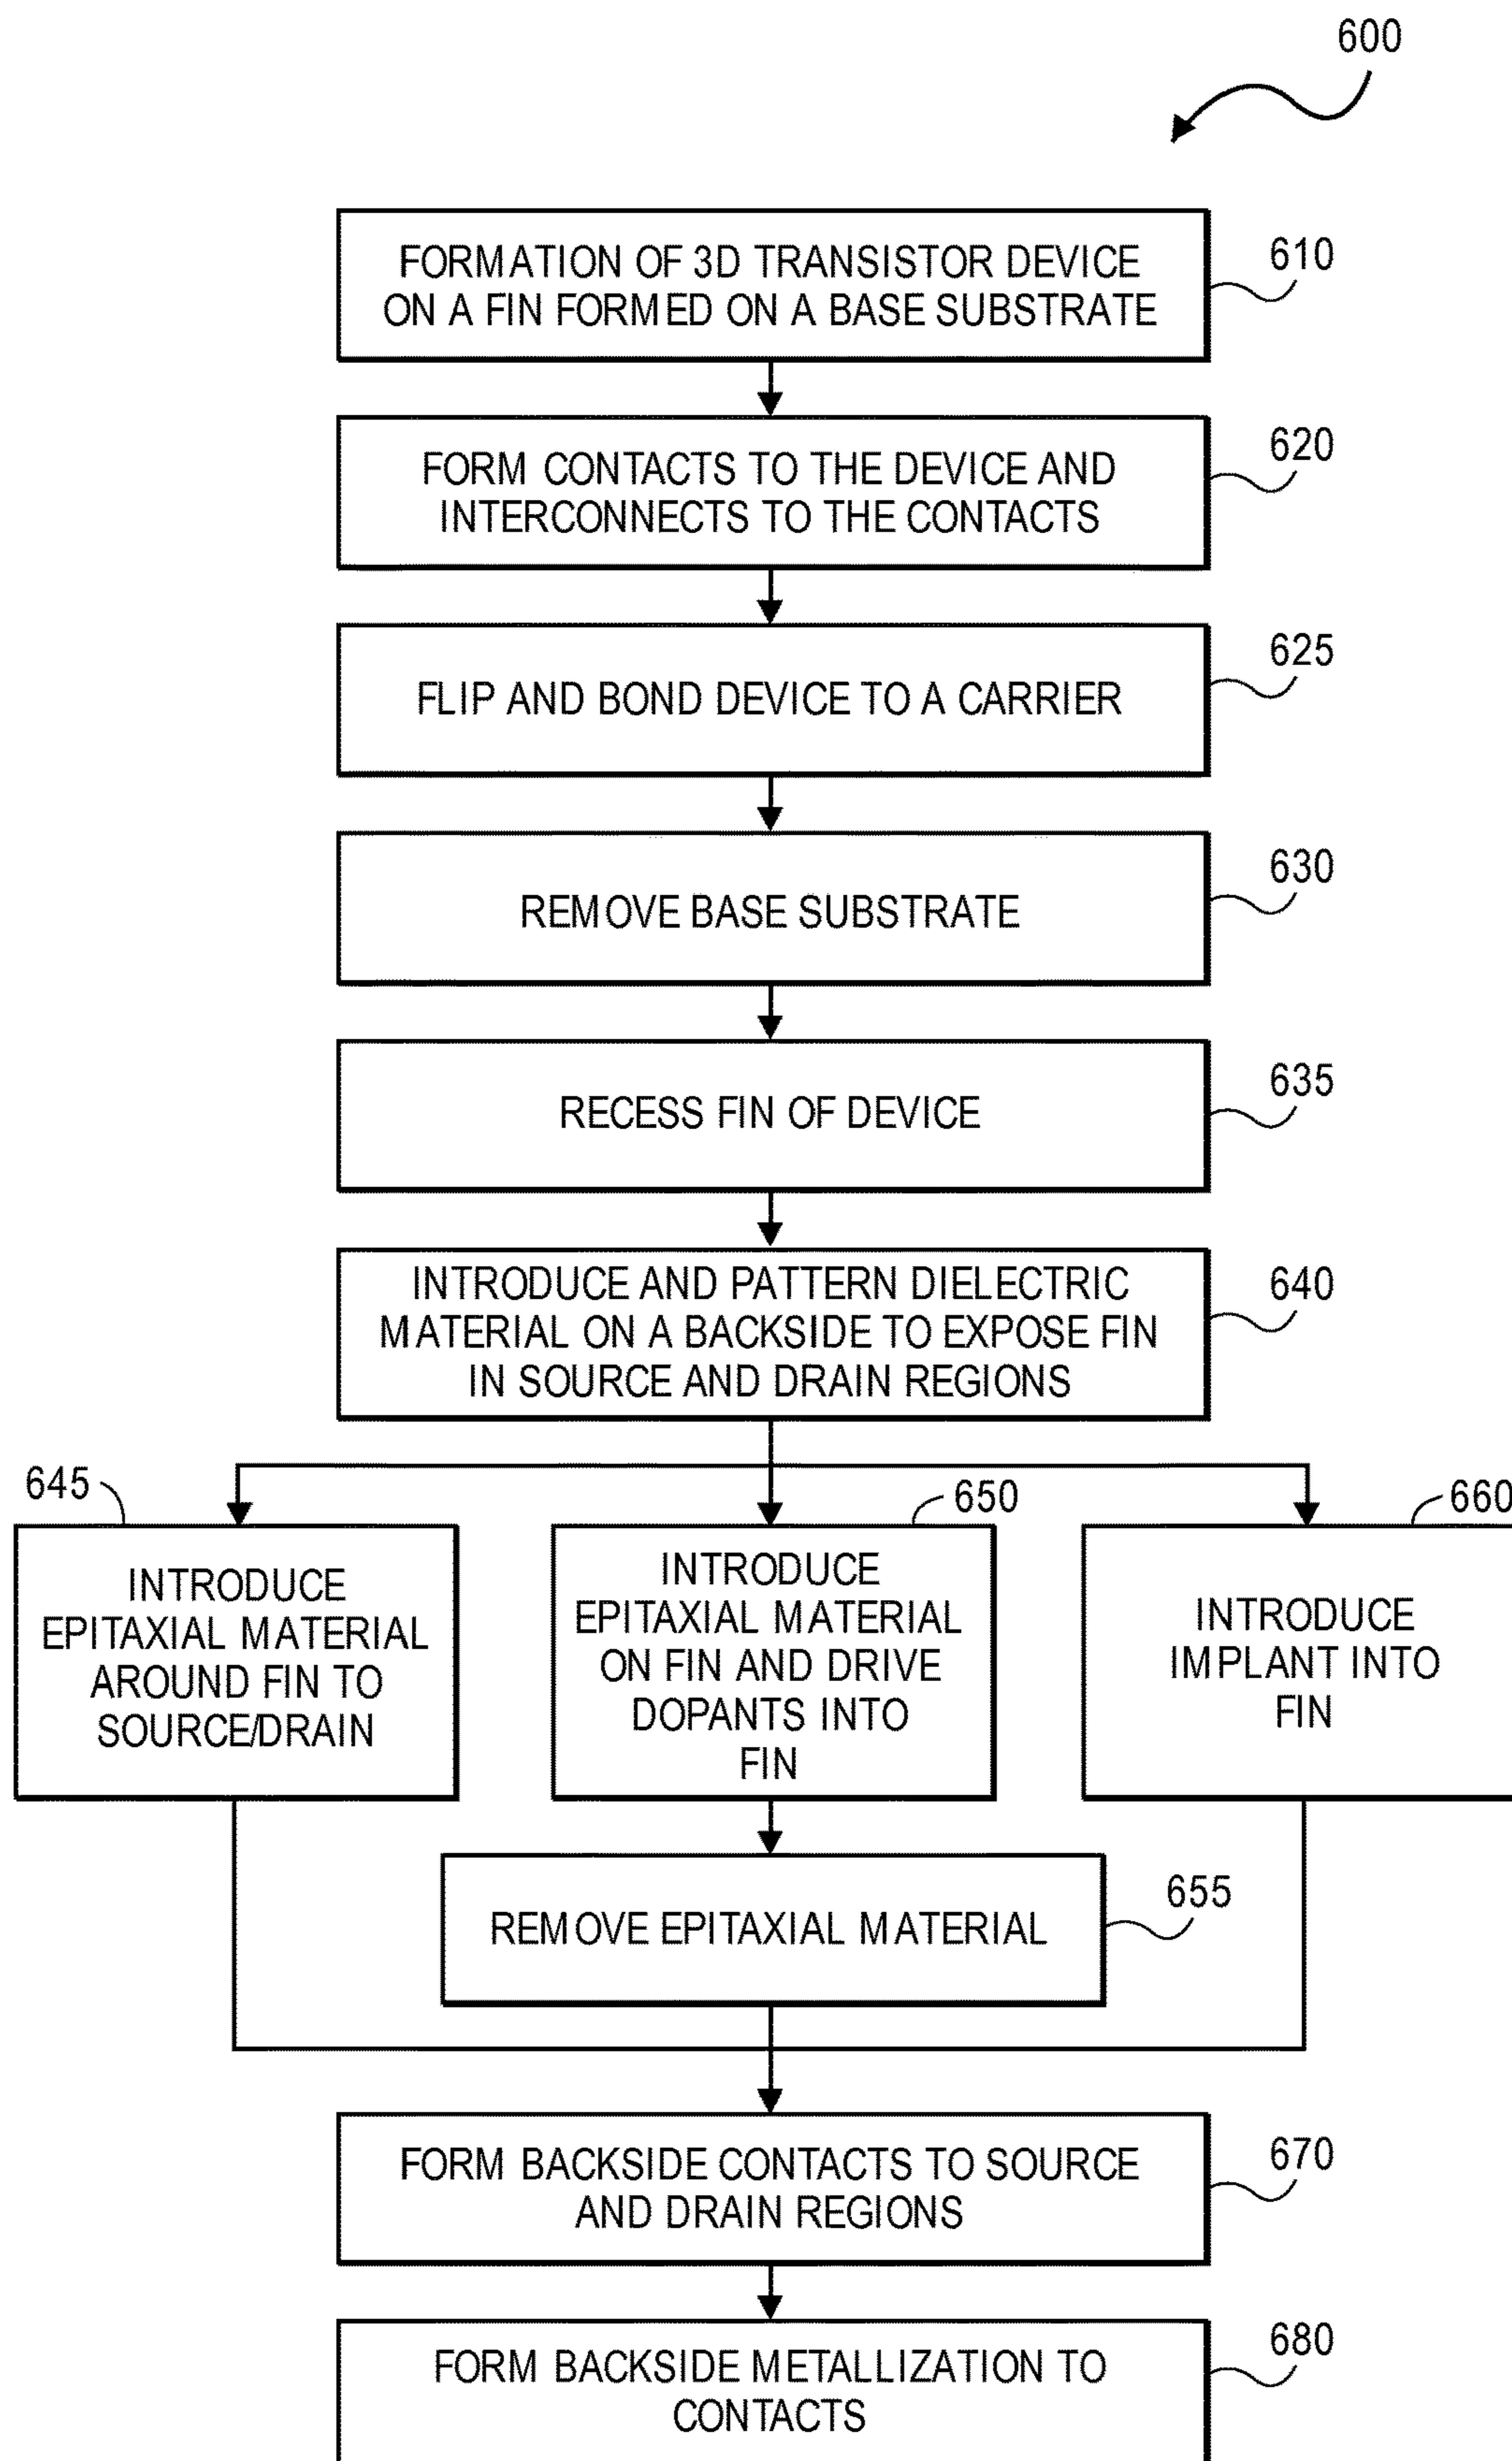 600
FORMATION OF 3D TRANSISTOR DEVICE
ON A FIN FORMED ON A BASE SUBSTRATE
610
FORM CONTACTS TO THE DEVICE AND
INTERCONNECTS TO THE CONTACTS
620
FLIP AND BOND DEVICE TO A CARRIER
625
REMOVE BASE SUBSTRATE
630
RECESS FIN OF DEVICE
635
INTRODUCE AND PATTERN DIELECTRIC
MATERIAL ON A BACKSIDE TO EXPOSE FIN
IN SOURCE AND DRAIN REGIONS
640
645
INTRODUCE
EPITAXIAL MATERIAL
AROUND FIN TO
SOURCE/DRAIN
650
INTRODUCE
EPITAXIAL MATERIAL
ON FIN AND DRIVE
DOPANTS INTO
FIN
660
INTRODUCE
IMPLANT INTO
FIN
REMOVE EPITAXIAL MATERIAL
655
FORM BACKSIDE CONTACTS TO SOURCE
AND DRAIN REGIONS
670
FORM BACKSIDE METALLIZATION TO
CONTACTS
680